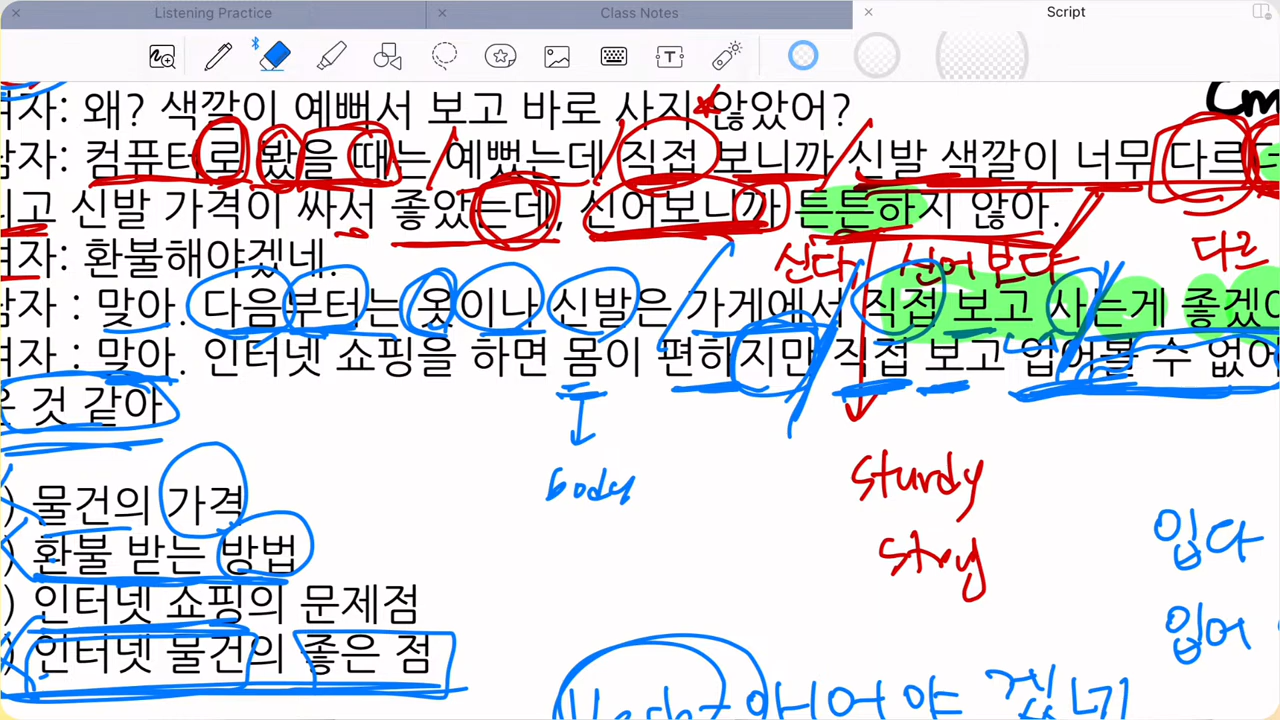 Listening Practice
Class Notes
Script
여자: 왜? 색깔이 예뻐서 보고 바로 사지 않았어?
남자: 컴퓨터로 봤을 때는 예뻤는데 직접 보니까 신발 색깔이 너무 다르
고 신발 가격이 싸서 좋았는데, 신어보니까 튼튼하지 않아.
신다 신어 본다 다르
여자: 환불해야겠네.
남자 : 맞아. 다음부터는 옷이나 신발은 가게에서 직접 보고 사는게 좋겠
여자 : 맞아. 인터넷 쇼핑을 하면 몸이 편하지만 직접 보고 입어볼 수 없어
것 같아
body
sturdy
입다
입어
) 물건의 가격
) 환불 받는 방법
) 인터넷 쇼핑의 문제점
) 인터넷 물건의 좋은 점